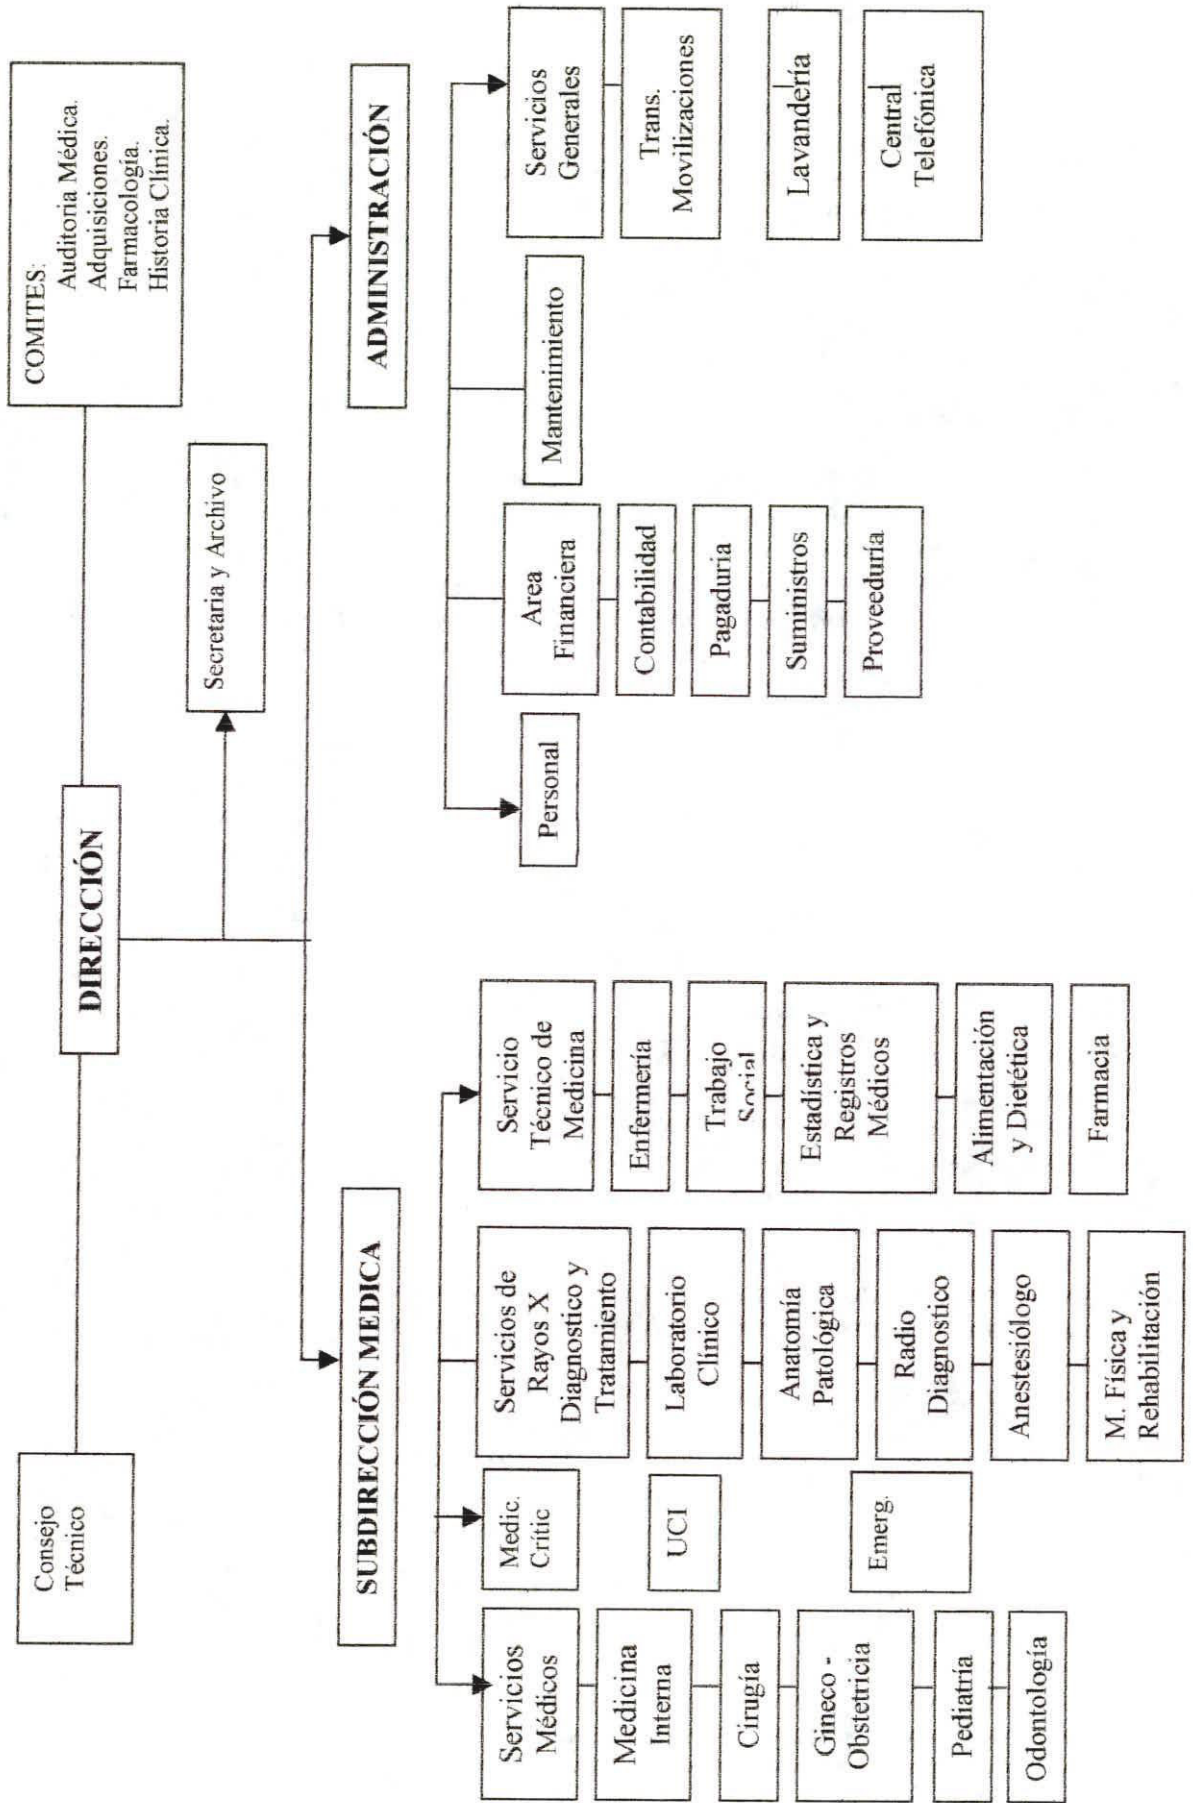 Consejo
Técnico
DIRECCIÓN
COMITES:
Auditoria Médica.
Adquisiciones.
Farmacología.
Historia Clínica.
Secretaria y Archivo
SUBDIRECCIÓN MEDICA
ADMINISTRACIÓN
Servicios
Médicos
Medicina
Interna
Cirugía
Gineco -
Obstetricia
Pediatría
Odontología
Medic.
Crític
UCI
Emerg.
Servicios de
Rayos X
Diagnostico y
Tratamiento
Laboratorio
Clínico
Anatomía
Patológica
Radio
Diagnostico
Anestesiólogo
M. Física y
Rehabilitación
Servicio
Técnico de
Medicina
Enfermería
Trabajo
Social
Estadística y
Registros
Médicos
Alimentación
y Dietética
Farmacia
Personal
Area
Financiera
Contabilidad
Pagaduria
Suministros
Proveeduría
Mantenimiento
Servicios
Generales
Trans.
Movilizaciones
Lavandería
Central
Telefónica